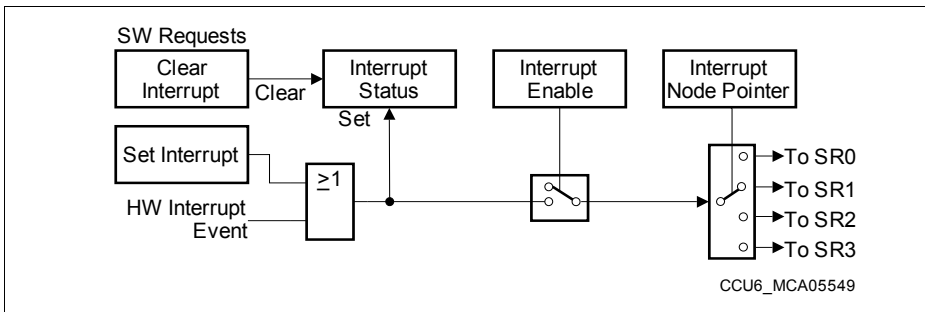 SW Requests
Clear
Interrupt
Clear
Interrupt
Status
Set
Interrupt
Enable
Interrupt
Node Pointer
Set Interrupt
≥1
HW Interrupt
Event
To SR0
To SR1
To SR2
To SR3
CCU6_MCA05549